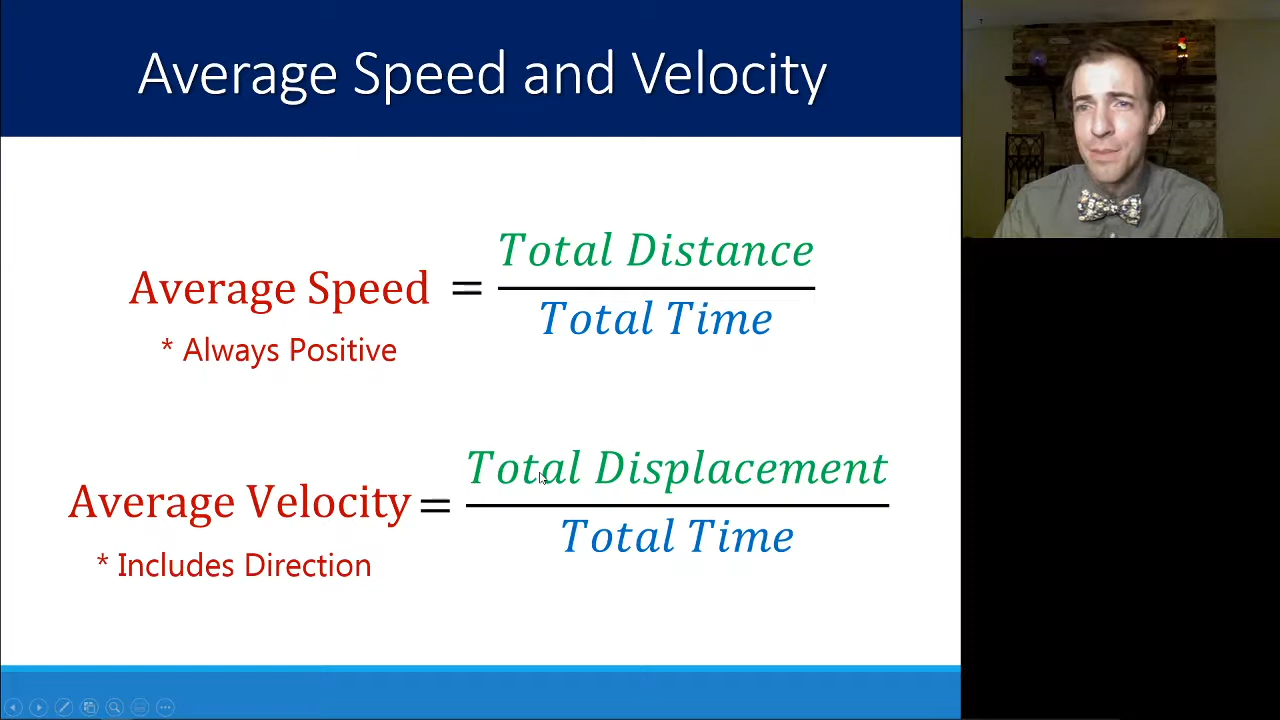 Average Speed and Velocity
Average Speed = Total Distance / Total Time
* Always Positive
Average Velocity = Total Displacement / Total Time
* Includes Direction